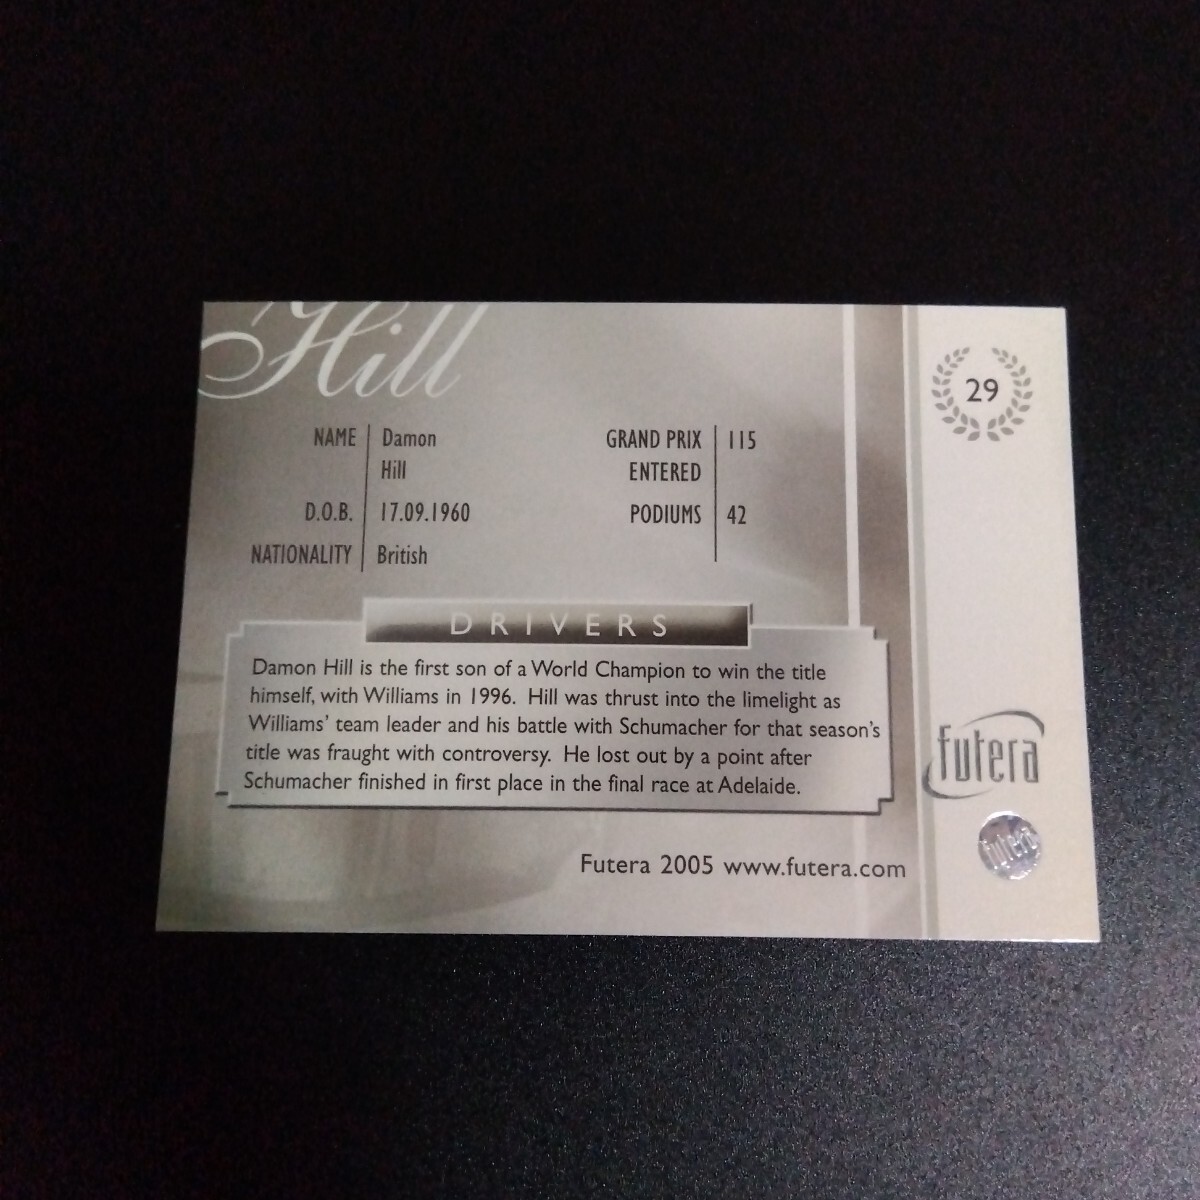 Hill
29
NAME Damon
Hill
D.O.B. 17.09.1960
NATIONALITY British
GRAND PRIX 115
ENTERED
PODIUMS 42
DRIVERS
Damon Hill is the first son of a World Champion to win the title
himself, with Williams in 1996. Hill was thrust into the limelight as
Williams' team leader and his battle with Schumacher for that season's
title was fraught with controversy. He lost out by a point after
Schumacher finished in first place in the final race at Adelaide.
futera
futera
Futera 2005 www.futera.com